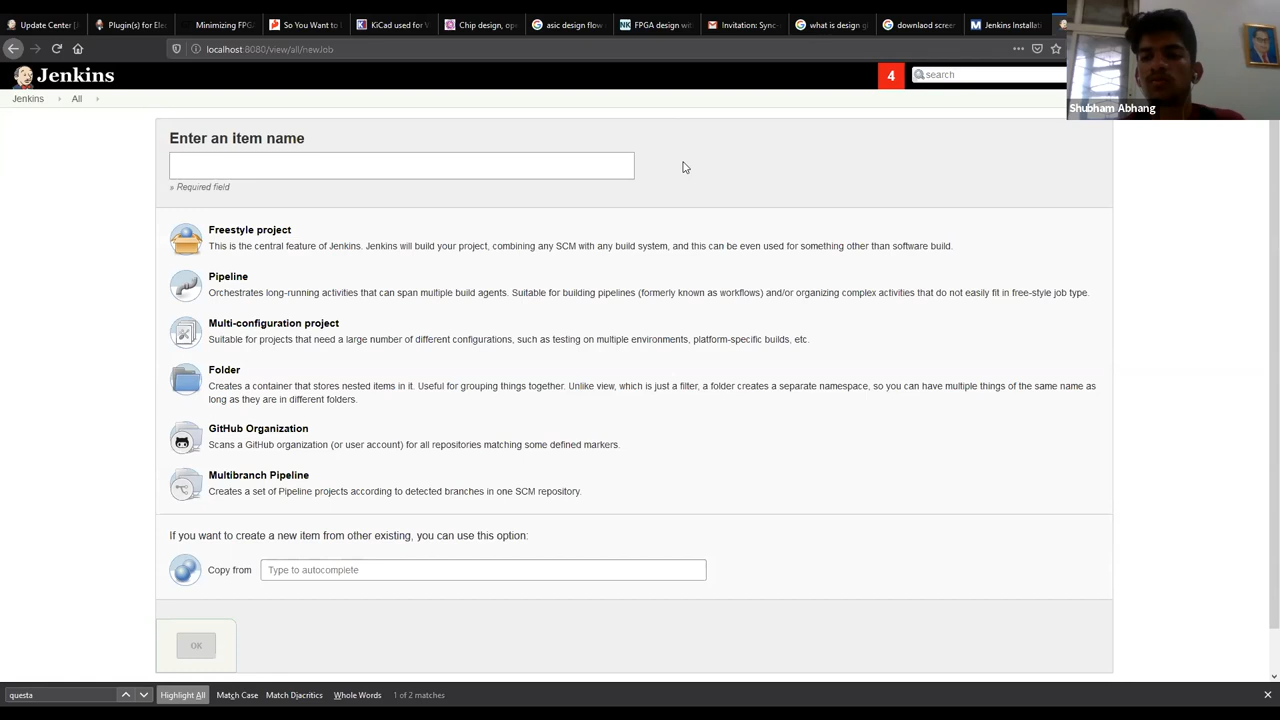 Update Center [J
Plugin(s) for Elec
Minimizing FPGA
So You Want to I
KiCad used for V
Chip design, ope
asic design flow
FPGA design with
Invitation: Sync-
what is design gl
downlaod scree
Jenkins Installat
localhost:8080/view/all/newJob
Jenkins
4
search
Shubham Abhang
Jenkins
All
Enter an item name
» Required field
Freestyle project
This is the central feature of Jenkins. Jenkins will build your project, combining any SCM with any build system, and this can be even used for something other than software build.
Pipeline
Orchestrates long-running activities that can span multiple build agents. Suitable for building pipelines (formerly known as workflows) and/or organizing complex activities that do not easily fit in free-style job type.
Multi-configuration project
Suitable for projects that need a large number of different configurations, such as testing on multiple environments, platform-specific builds, etc.
Folder
Creates a container that stores nested items in it. Useful for grouping things together. Unlike view, which is just a filter, a folder creates a separate namespace, so you can have multiple things of the same name as
long as they are in different folders.
GitHub Organization
Scans a GitHub organization (or user account) for all repositories matching some defined markers.
Multibranch Pipeline
Creates a set of Pipeline projects according to detected branches in one SCM repository.
If you want to create a new item from other existing, you can use this option:
Copy from
Type to autocomplete
OK
questa
Highlight All
Match Case
Match Diacritics
Whole Words
1 of 2 matches